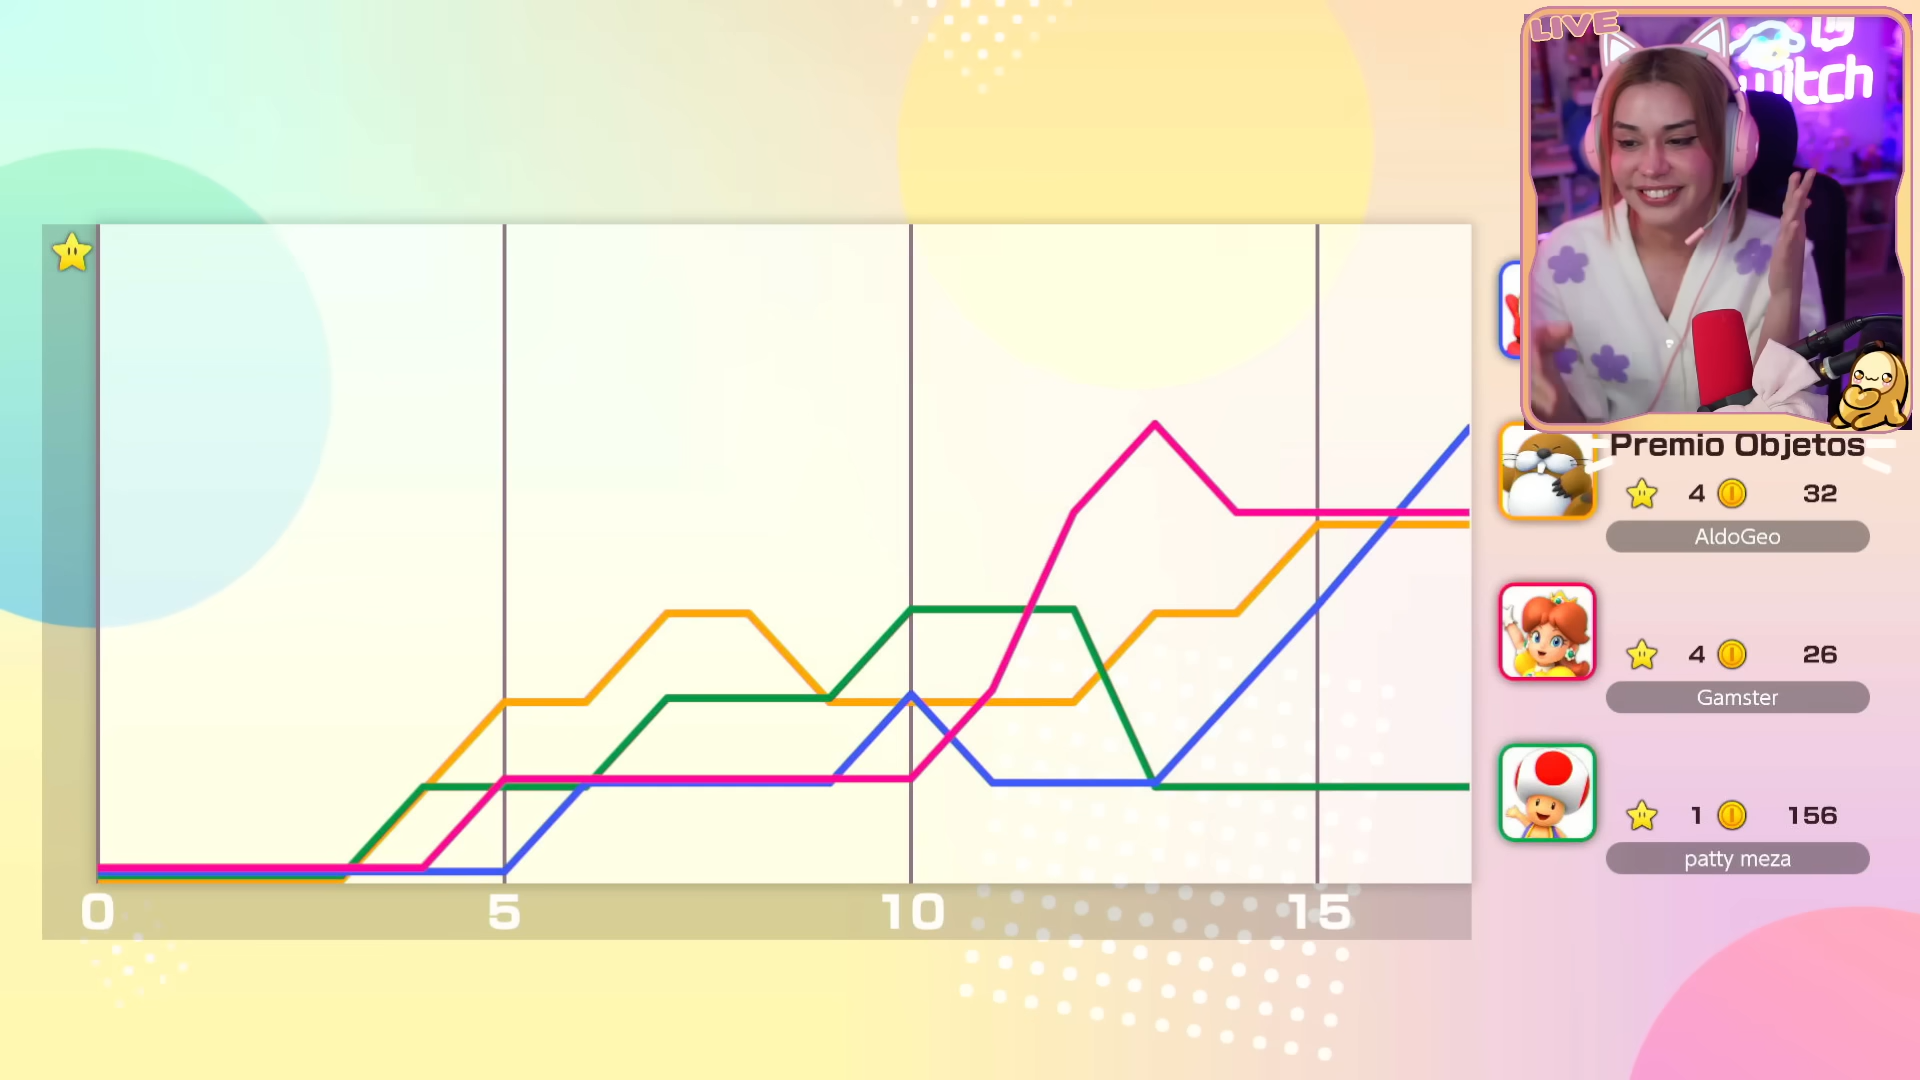 LIVE
twitch
Premio Objetos
4 32
AldoGeo
4 26
Gamster
1 156
patty meza
0 5 10 15